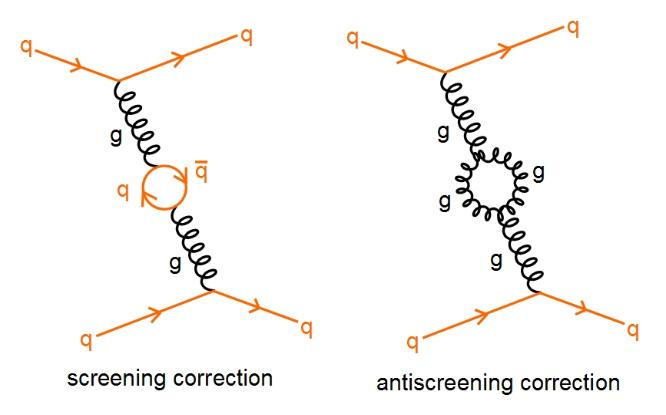 q
q
g
q
q̅
g
q
q
screening correction
q
q
g
g
g
g
q
q
antiscreening correction